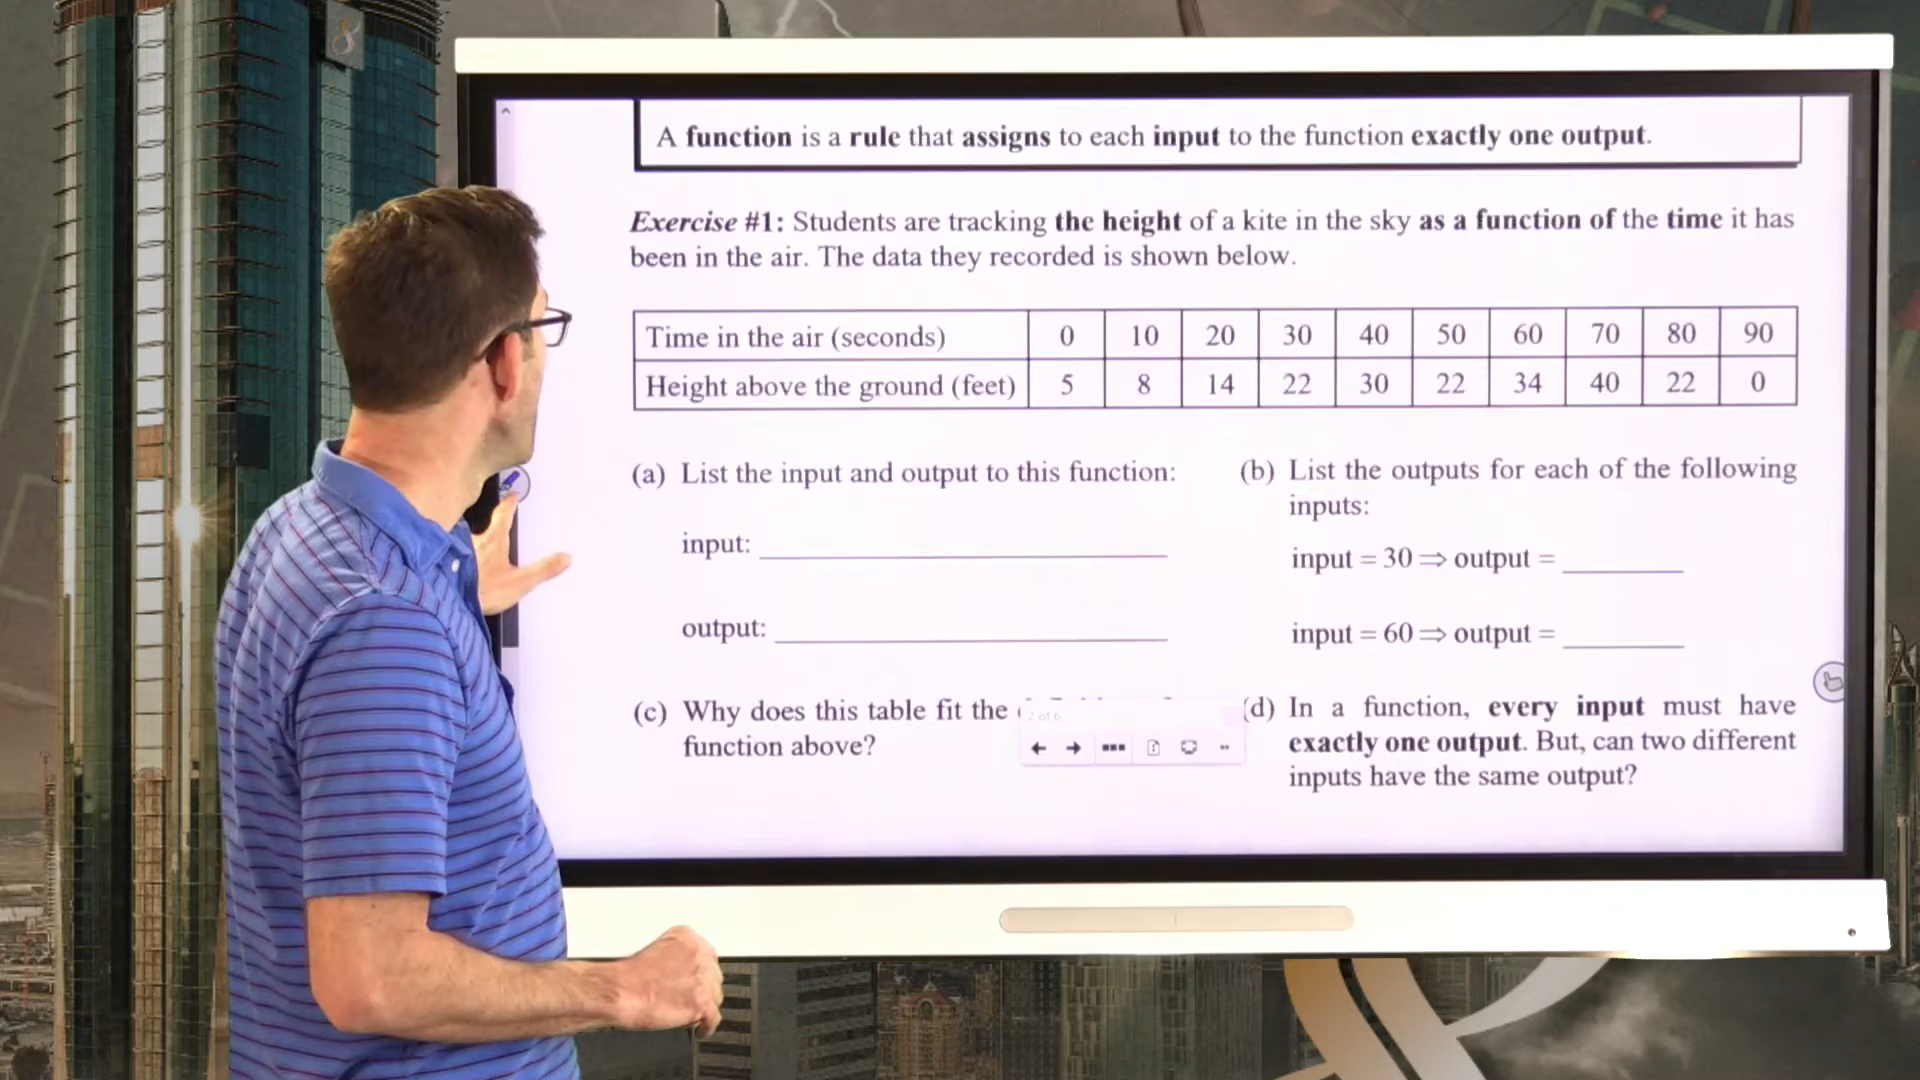 A function is a rule that assigns to each input to the function exactly one output.
Exercise #1: Students are tracking the height of a kite in the sky as a function of the time it has
been in the air. The data they recorded is shown below.
Time in the air (seconds) 0 10 20 30 40 50 60 70 80 90
Height above the ground (feet) 5 8 14 22 30 22 34 40 22 0
(a) List the input and output to this function:
input:
output:
(b) List the outputs for each of the following
inputs:
input = 30 ⇒ output =
input = 60 ⇒ output =
(c) Why does this table fit the
function above?
2 of 6
(d) In a function, every input must have
exactly one output. But, can two different
inputs have the same output?